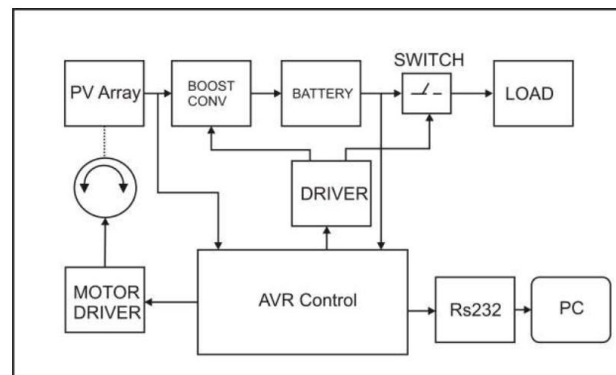 SWITCH
PV Array
BOOST
CONV
BATTERY
LOAD
DRIVER
MOTOR
DRIVER
AVR Control
Rs232
PC